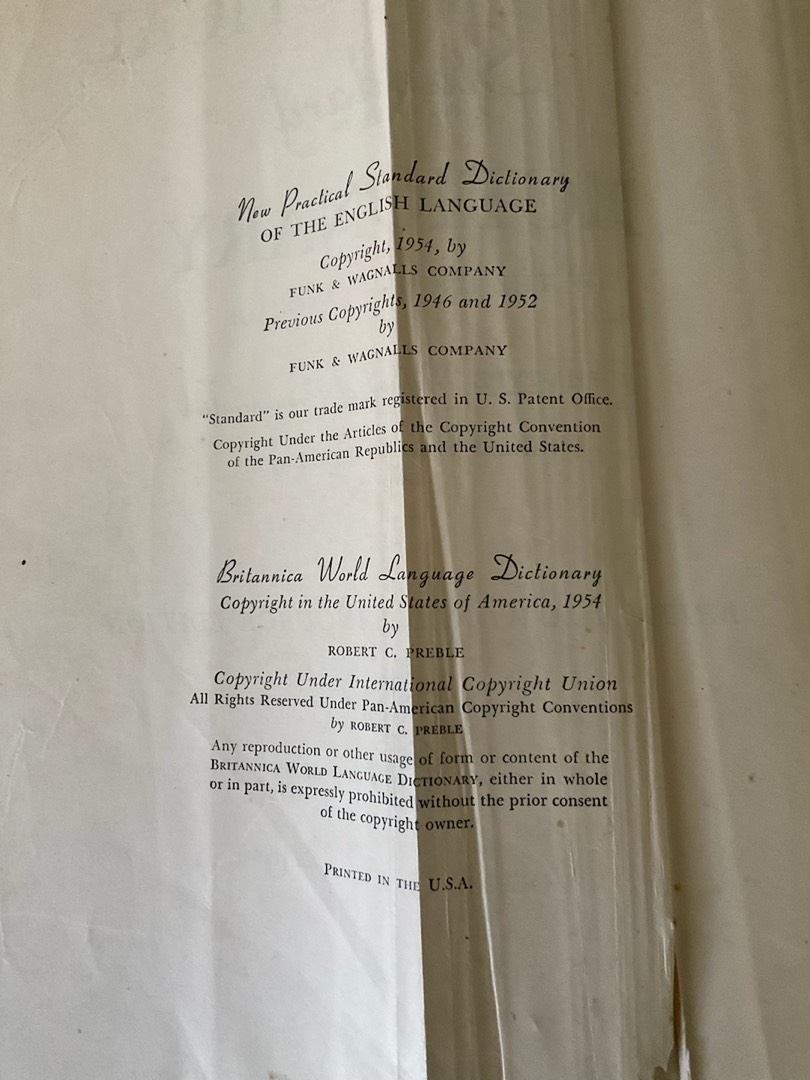 New Practical Standard Dictionary
OF THE ENGLISH LANGUAGE
Copyright, 1954, by
FUNK & WAGNALLS COMPANY
Previous Copyrights, 1946 and 1952
by
FUNK & WAGNALLS COMPANY
"Standard" is our trade mark registered in U. S. Patent Office.
Copyright Under the Articles of the Copyright Convention
of the Pan-American Republics and the United States.
Britannica World Language Dictionary
Copyright in the United States of America, 1954
by
ROBERT C. PREBLE
Copyright Under International Copyright Union
All Rights Reserved Under Pan-American Copyright Conventions
by ROBERT C. PREBLE
Any reproduction or other usage of form or content of the
BRITANNICA WORLD LANGUAGE DICTIONARY, either in whole
or in part, is expressly prohibited without the prior consent
of the copyright owner.
PRINTED IN THE U.S.A.